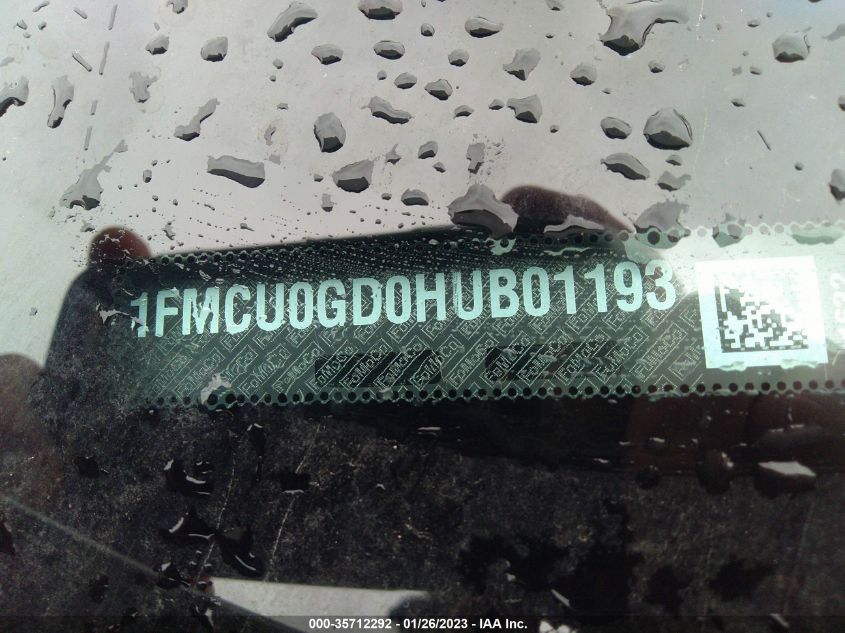 1FMCU0GD0HUB01193
000-35712292 - 01/26/2023 - IAA Inc.